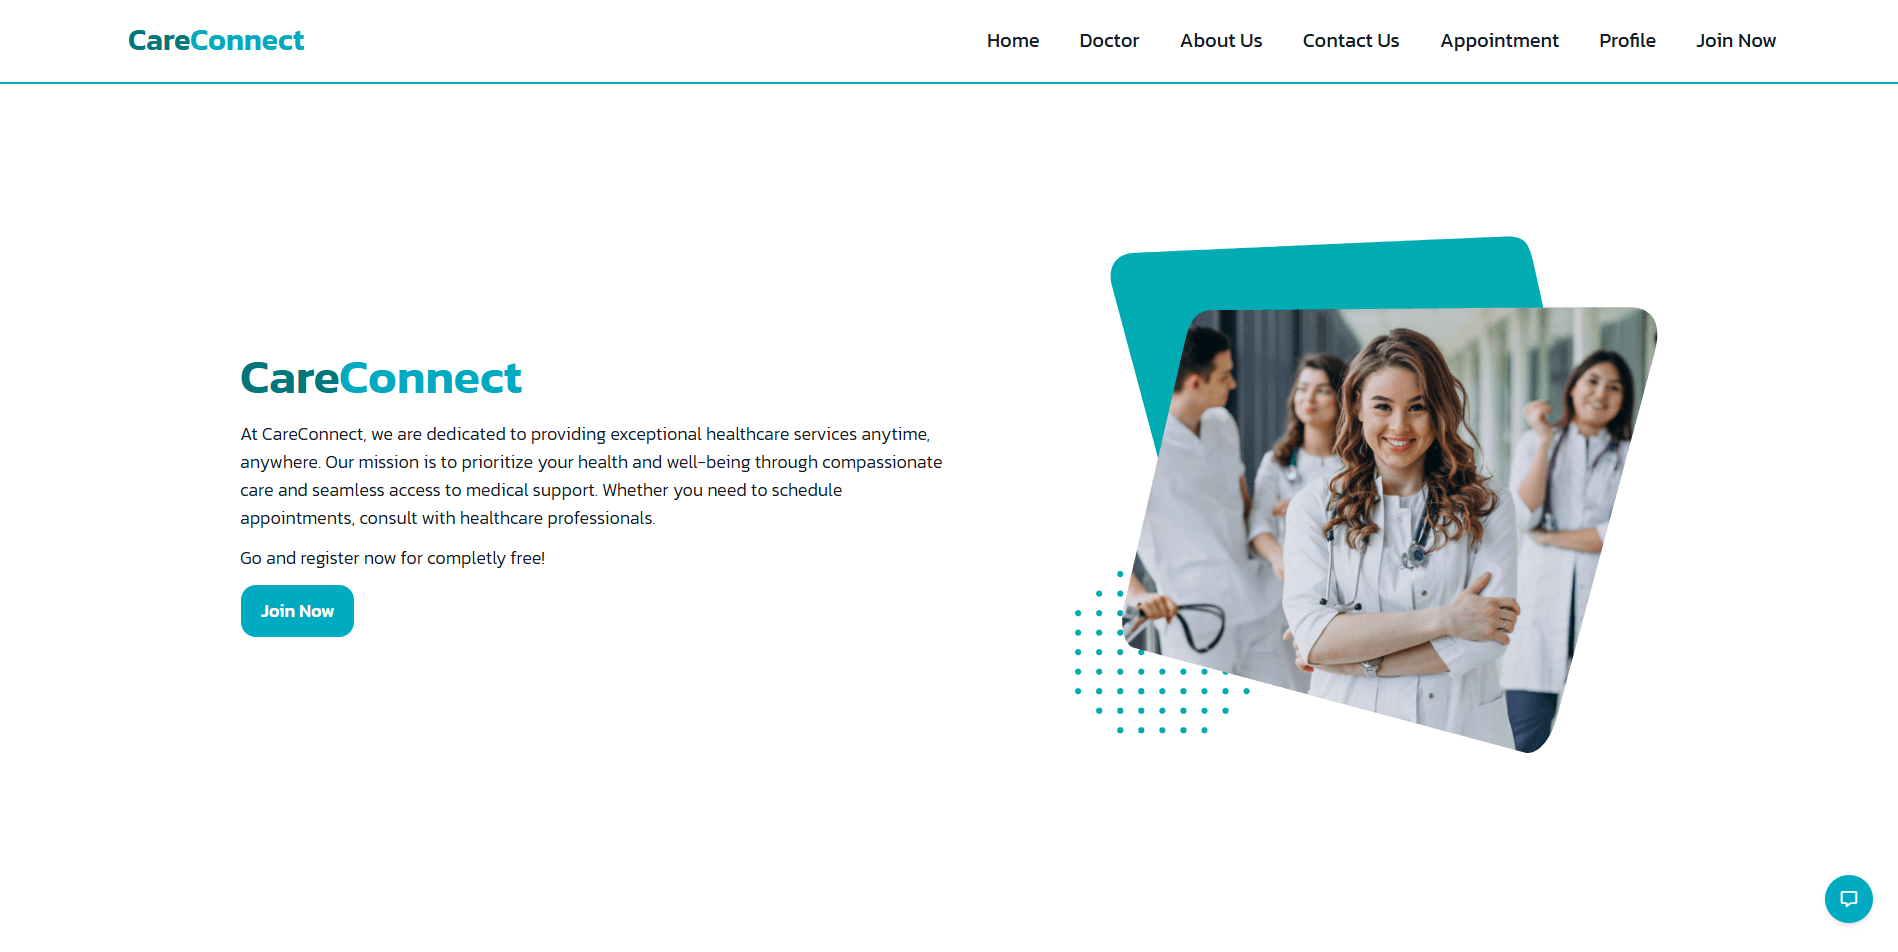 CareConnect
Home Doctor About Us Contact Us Appointment Profile Join Now
CareConnect
At CareConnect, we are dedicated to providing exceptional healthcare services anytime,
anywhere. Our mission is to prioritize your health and well-being through compassionate
care and seamless access to medical support. Whether you need to schedule
appointments, consult with healthcare professionals.
Go and register now for completly free!
Join Now